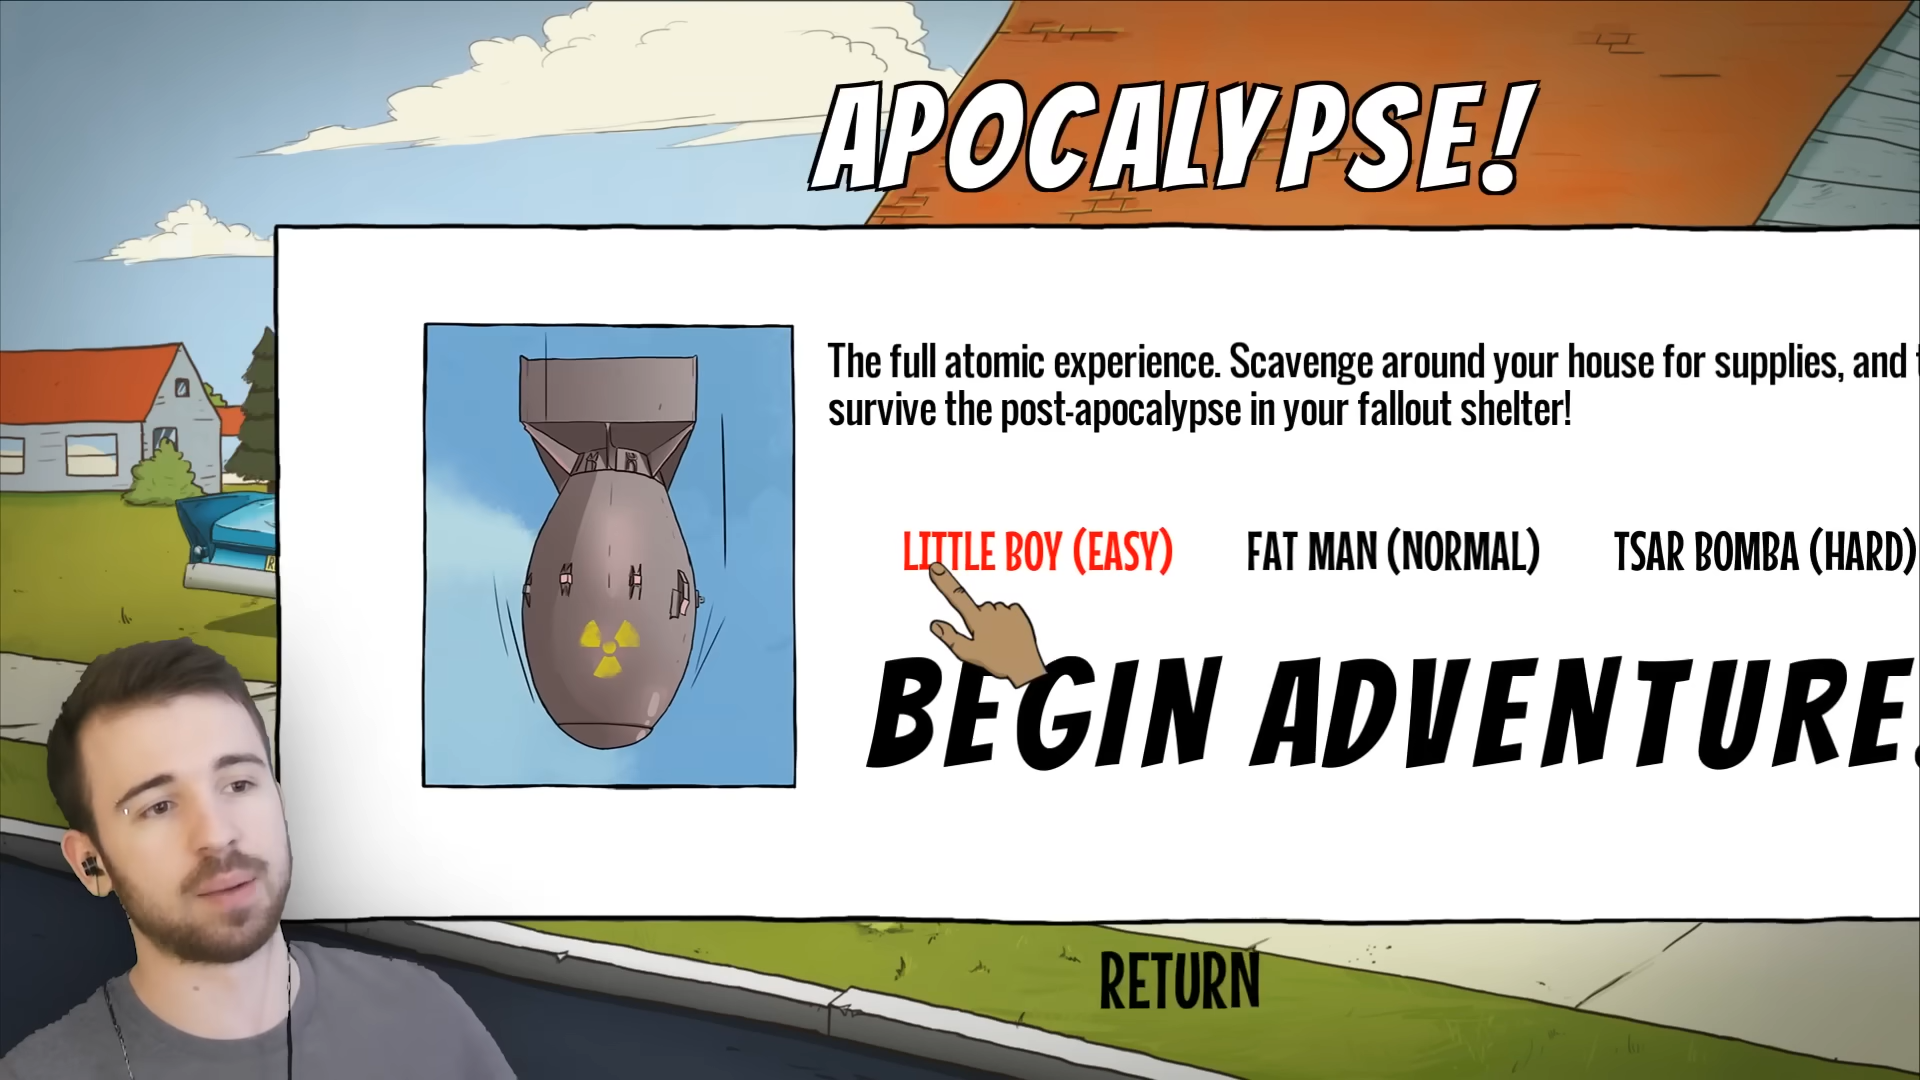 APOCALYPSE!
The full atomic experience. Scavenge around your house for supplies, and
survive the post-apocalypse in your fallout shelter!
LITTLE BOY (EASY) FAT MAN (NORMAL) TSAR BOMBA (HARD)
BEGIN ADVENTURE
RETURN